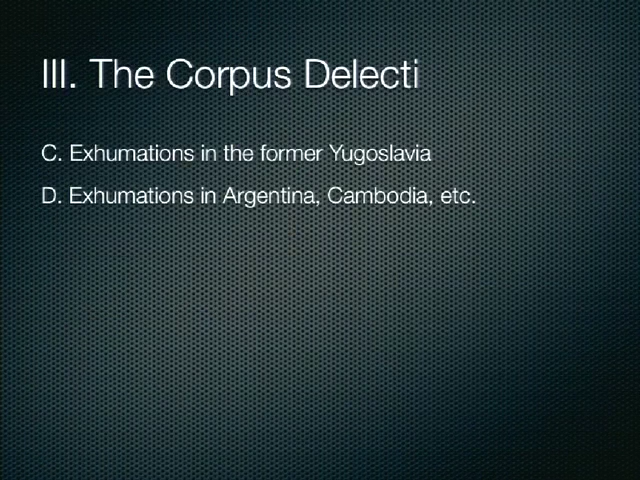 III. The Corpus Delecti
C. Exhumations in the former Yugoslavia
D. Exhumations in Argentina, Cambodia, etc.